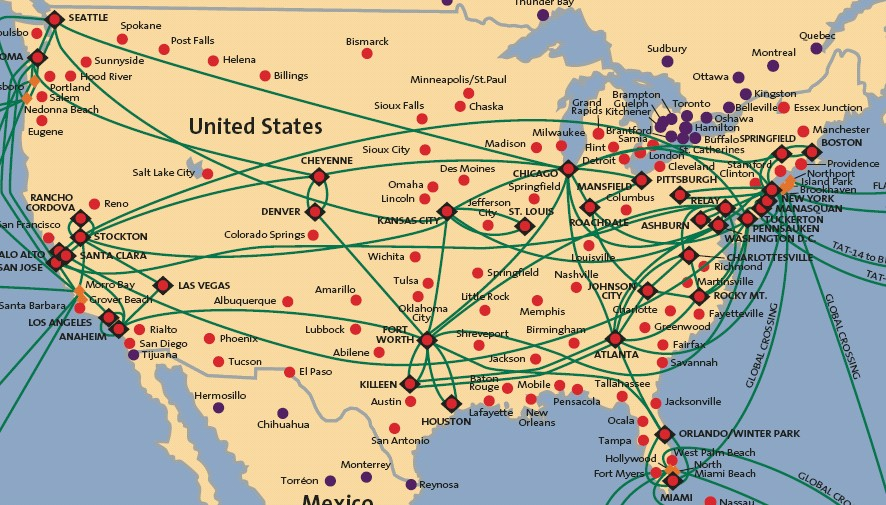 Thunder Bay
SEATTLE
Spokane
Quebec
oulsbo
Post Falls
Bismarck
Sudbury
Montreal
OMA
Sunnyside
Helena
Hood River
Billings
Minneapolis/St.Paul
Ottawa
sboro
Portland
Salem
Nedonna Beach
Sioux Falls
Chaska
Grand
Rapids
Brampton
Guelph
Kitchener
Toronto
Kingston
Belleville
Essex Junction
Eugene
United States
Oshawa
Hamilton
Brantford
Sarnia
Buffalo
St. Catherines
SPRINGFIELD
Manchester
BOSTON
Milwaukee
Madison
Flint
Detroit
London
Sioux City
CHEYENNE
Cleveland
Stamford
Clinton
Providence
Northport
Island Park
Brookhaven
Salt Lake City
Des Moines
Omaha
Lincoln
CHICAGO
Springfield
MANSFIELD
PITTSBURGH
Columbus
NEW YORK
MANASQUAN
TUCKERTON
PENNSAUKEN
WASHINGTON D.C.
FLA
RANCHO
CORDOVA
Reno
DENVER
KANSAS CITY
Jefferson
City
ST. LOUIS
ROACHDALE
RELAY
ASHBURN
San Francisco
STOCKTON
Colorado Springs
ALO ALTO
SAN JOSE
SANTA CLARA
Wichita
Louisville
CHARLOTTESVILLE
Richmond
TAT-14 to B
TAT-
Morro Bay
Grover Beach
LAS VEGAS
Tulsa
Springfield
Nashville
JOHNSON
CITY
Martinsville
ROCKY MT.
Santa Barbara
Albuquerque
Amarillo
Oklahoma
City
Little Rock
Memphis
Charlotte
Fayetteville
LOS ANGELES
ANAHEIM
Rialto
San Diego
Tijuana
Phoenix
Lubbock
FORT
WORTH
Shreveport
Birmingham
Greenwood
GLOBAL CROSSING
GLOBAL CROSSING
Tucson
Abilene
Jackson
ATLANTA
Fairfax
Savannah
El Paso
KILLEEN
Baton
Rouge
Mobile
Tallahassee
Hermosillo
Austin
HOUSTON
Lafayette
New
Orleans
Pensacola
Jacksonville
Chihuahua
San Antonio
Ocala
Tampa
ORLANDO/WINTER PARK
Monterrey
Hollywood
West Palm Beach
North
Miami Beach
Fort Myers
Torréon
Reynosa
MIAMI
GLOBAL CRO
Mexico
Nassau